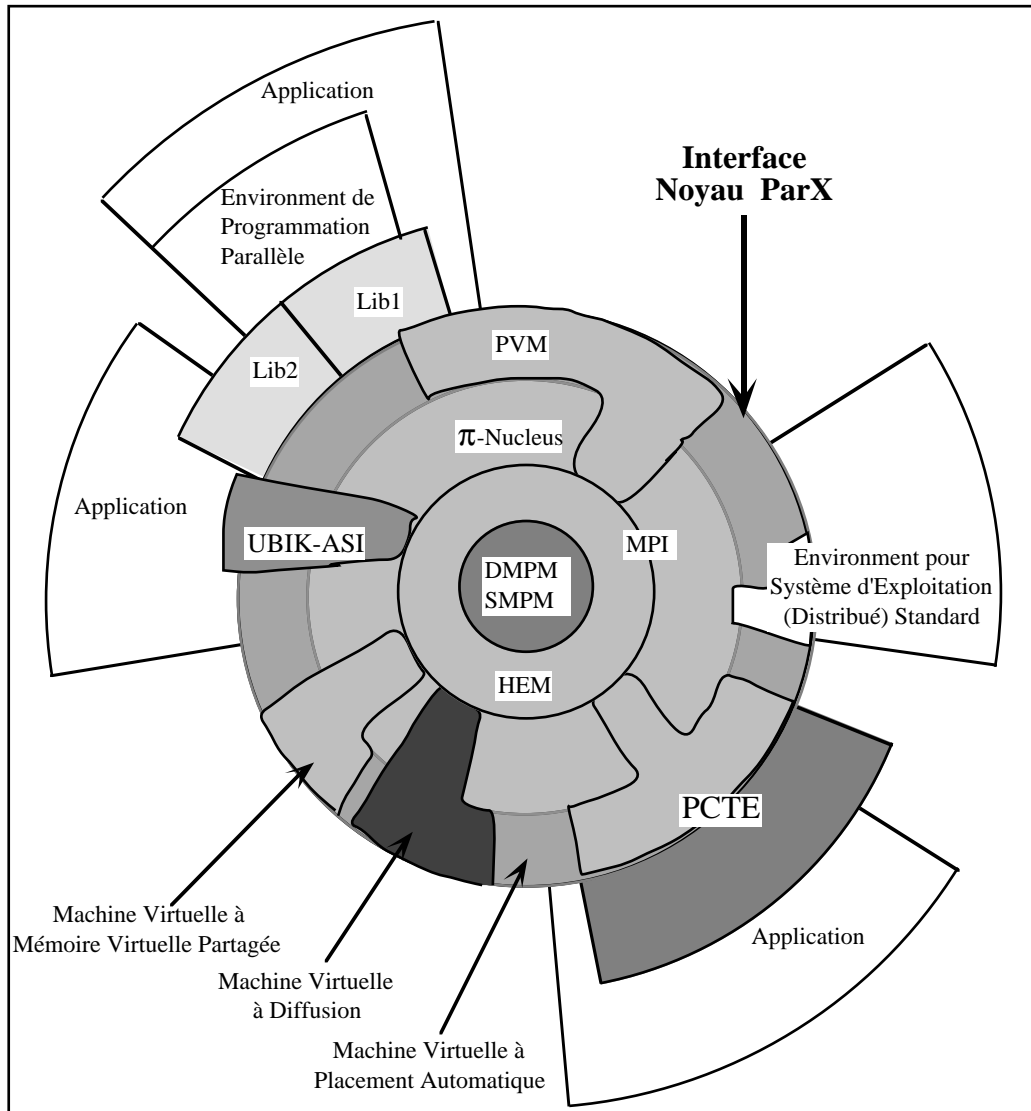 Application
Interface
Noyau ParX
Environment de
Programmation
Parallèle
Lib1
PVM
Lib2
π-Nucleus
Application
UBIK-ASI
MPI
DMPM
SMPM
Environment pour
Système d'Exploitation
(Distribué) Standard
HEM
PCTE
Machine Virtuelle à
Mémoire Virtuelle Partagée
Application
Machine Virtuelle
à Diffusion
Machine Virtuelle à
Placement Automatique